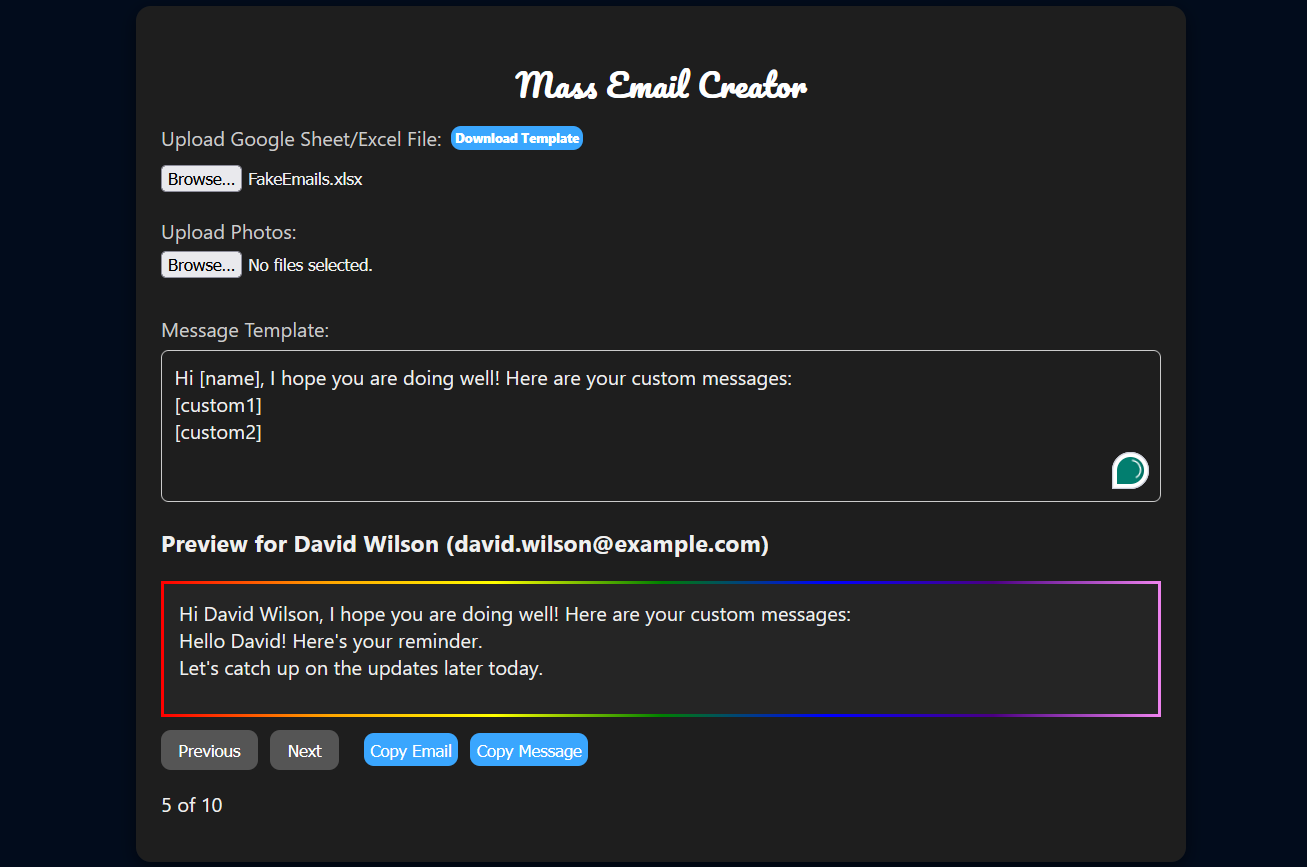 Mass Email Creator
Upload Google Sheet/Excel File: Download Template
Browse... FakeEmails.xlsx
Upload Photos:
Browse... No files selected.
Message Template:
Hi [name], I hope you are doing well! Here are your custom messages:
[custom1]
[custom2]
Preview for David Wilson (david.wilson@example.com)
Hi David Wilson, I hope you are doing well! Here are your custom messages:
Hello David! Here's your reminder.
Let's catch up on the updates later today.
Previous Next Copy Email Copy Message
5 of 10